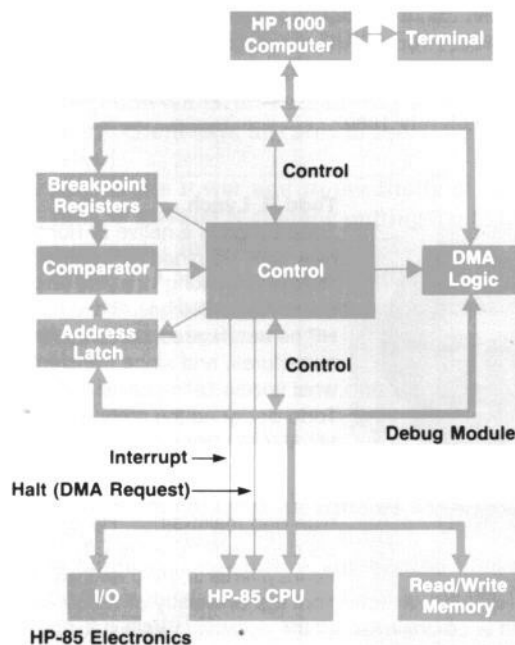 HP 1000
Computer
Terminal
Control
Breakpoint
Registers
Comparator
Control
DMA
Logic
Address
Latch
Control
Debug Module
Interrupt
Halt (DMA Request)
I/O
HP-85 CPU
Read/Write
Memory
HP-85 Electronics